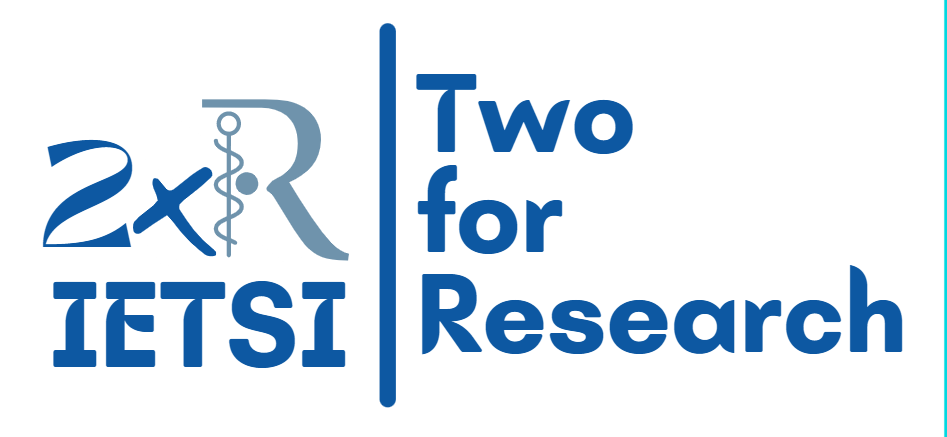 2xR
IETSI
Two
for
Research